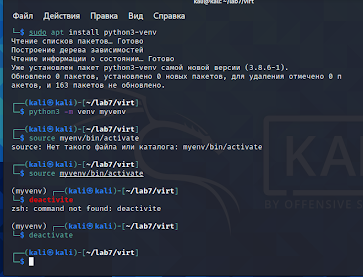 kali@kali:~/lab7/virt
Файл Действия Правка Вид Справка
└─$ sudo apt install python3-venv
Чтение списков пакетов… Готово
Построение дерева зависимостей
Чтение информации о состоянии… Готово
Уже установлен пакет python3-venv самой новой версии (3.8.6-1).
Обновлено 0 пакетов, установлено 0 новых пакетов, для удаления отмечено 0 п
акетов, и 163 пакетов не обновлено.
┌──(kali㉿kali)-[~/lab7/virt]
└─$ python3 -m venv myvenv
┌──(kali㉿kali)-[~/lab7/virt]
└─$ source myenv/bin/activate
source: Нет такого файла или каталога: myenv/bin/activate
┌──(kali㉿kali)-[~/lab7/virt]
└─$ source myvenv/bin/activate
(myvenv) ┌──(kali㉿kali)-[~/lab7/virt]
└─$ deactivite
zsh: command not found: deactivite
(myvenv) ┌──(kali㉿kali)-[~/lab7/virt]
└─$ deactivate
┌──(kali㉿kali)-[~/lab7/virt]
└─$
KA
BY OFFENSIVE S